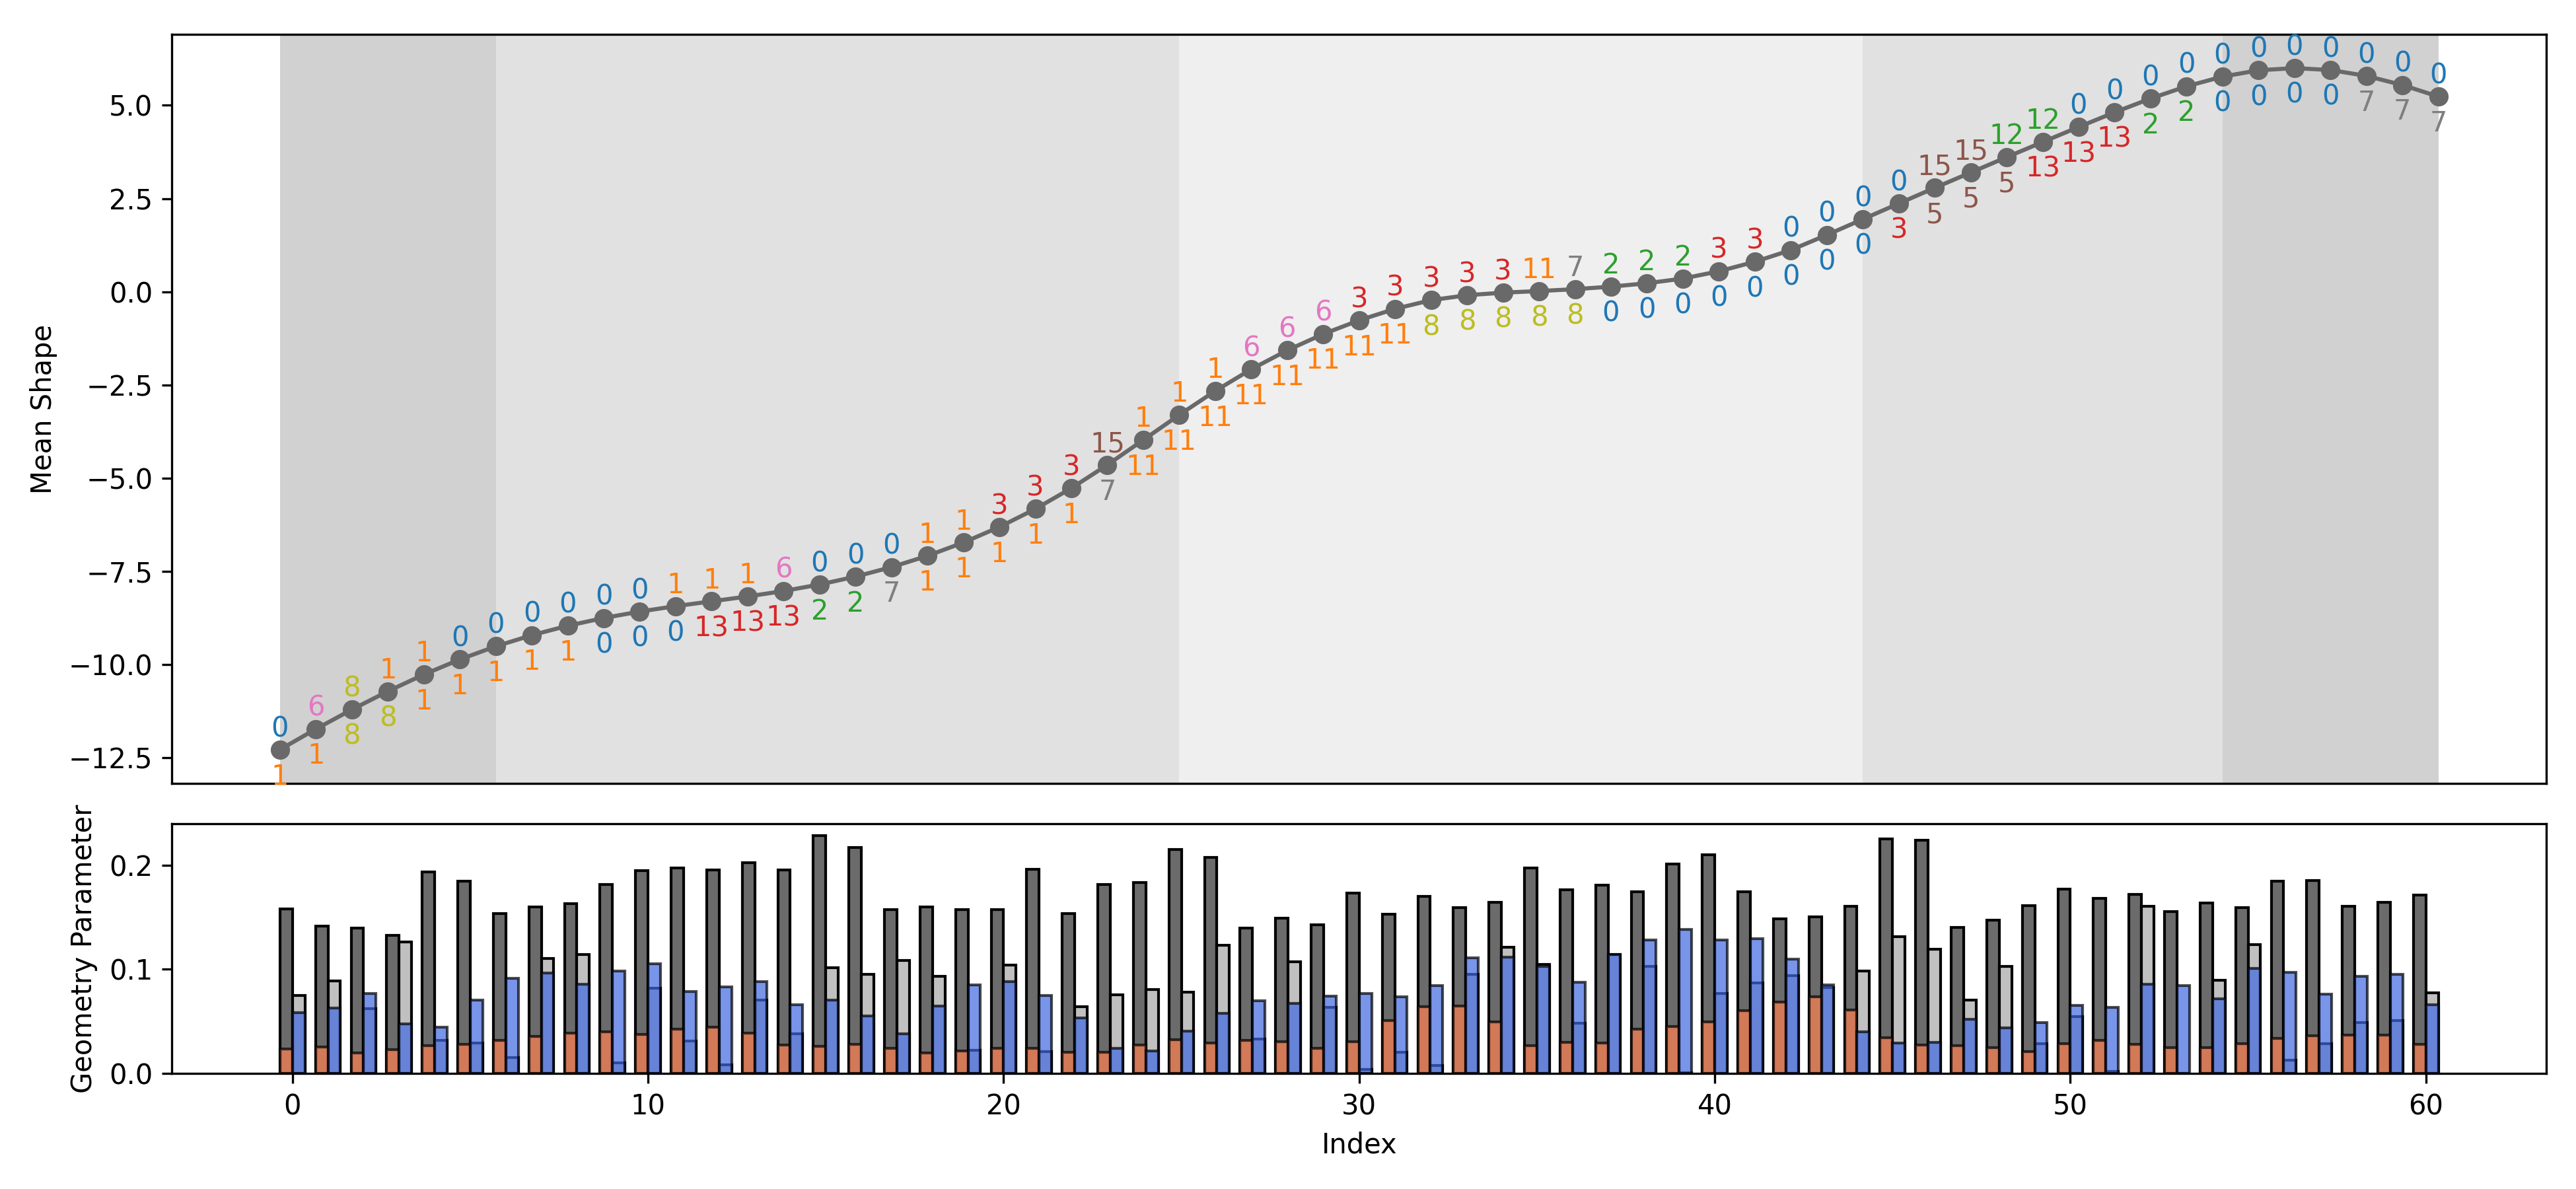 5.0
2.5
0.0
−2.5
−5.0
−7.5
−10.0
−12.5
Mean Shape
0 6 8 1 1 0 0 0 0 0 0 1 1 1 6 0 0 0 1 1 3 3 3 15 1 1 1 6 6 6 3 3 3 3 3 11 7 2 2 2 3 3 0 0 0 0 15 15 12 12 0 0 0 0 0 0 0 0 0 0 0
1 1 8 8 1 1 1 1 1 0 0 0 13 13 13 2 2 7 1 1 1 1 1 7 11 11 11 11 11 11 11 11 8 8 8 8 8 0 0 0 0 0 0 0 0 3 5 5 5 13 13 13 2 2 0 0 0 0 7 7 7
0.2
0.1
0.0
Geometry Parameter
0 10 20 30 40 50 60
Index